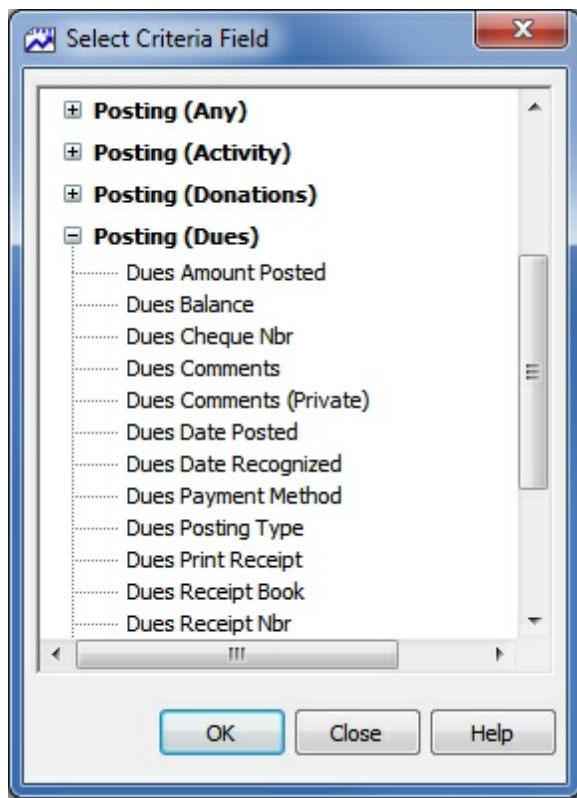 Select Criteria Field
Posting (Any)
Posting (Activity)
Posting (Donations)
Posting (Dues)
Dues Amount Posted
Dues Balance
Dues Cheque Nbr
Dues Comments
Dues Comments (Private)
Dues Date Posted
Dues Date Recognized
Dues Payment Method
Dues Posting Type
Dues Print Receipt
Dues Receipt Book
Dues Receipt Nbr
OK Close Help